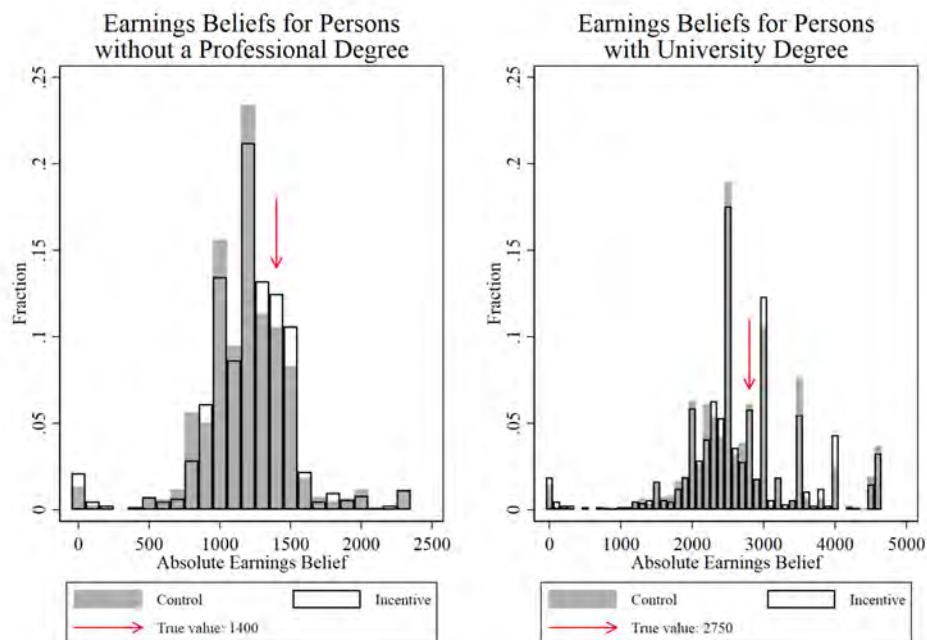 Earnings Beliefs for Persons
without a Professional Degree
.25
.2
.15
.1
.05
0
Fraction
0 500 1000 1500 2000 2500
Absolute Earnings Belief
Control Incentive
True value: 1400
Earnings Beliefs for Persons
with University Degree
.25
.2
.15
.1
.05
0
Fraction
0 1000 2000 3000 4000 5000
Absolute Earnings Belief
Control Incentive
True value: 2750